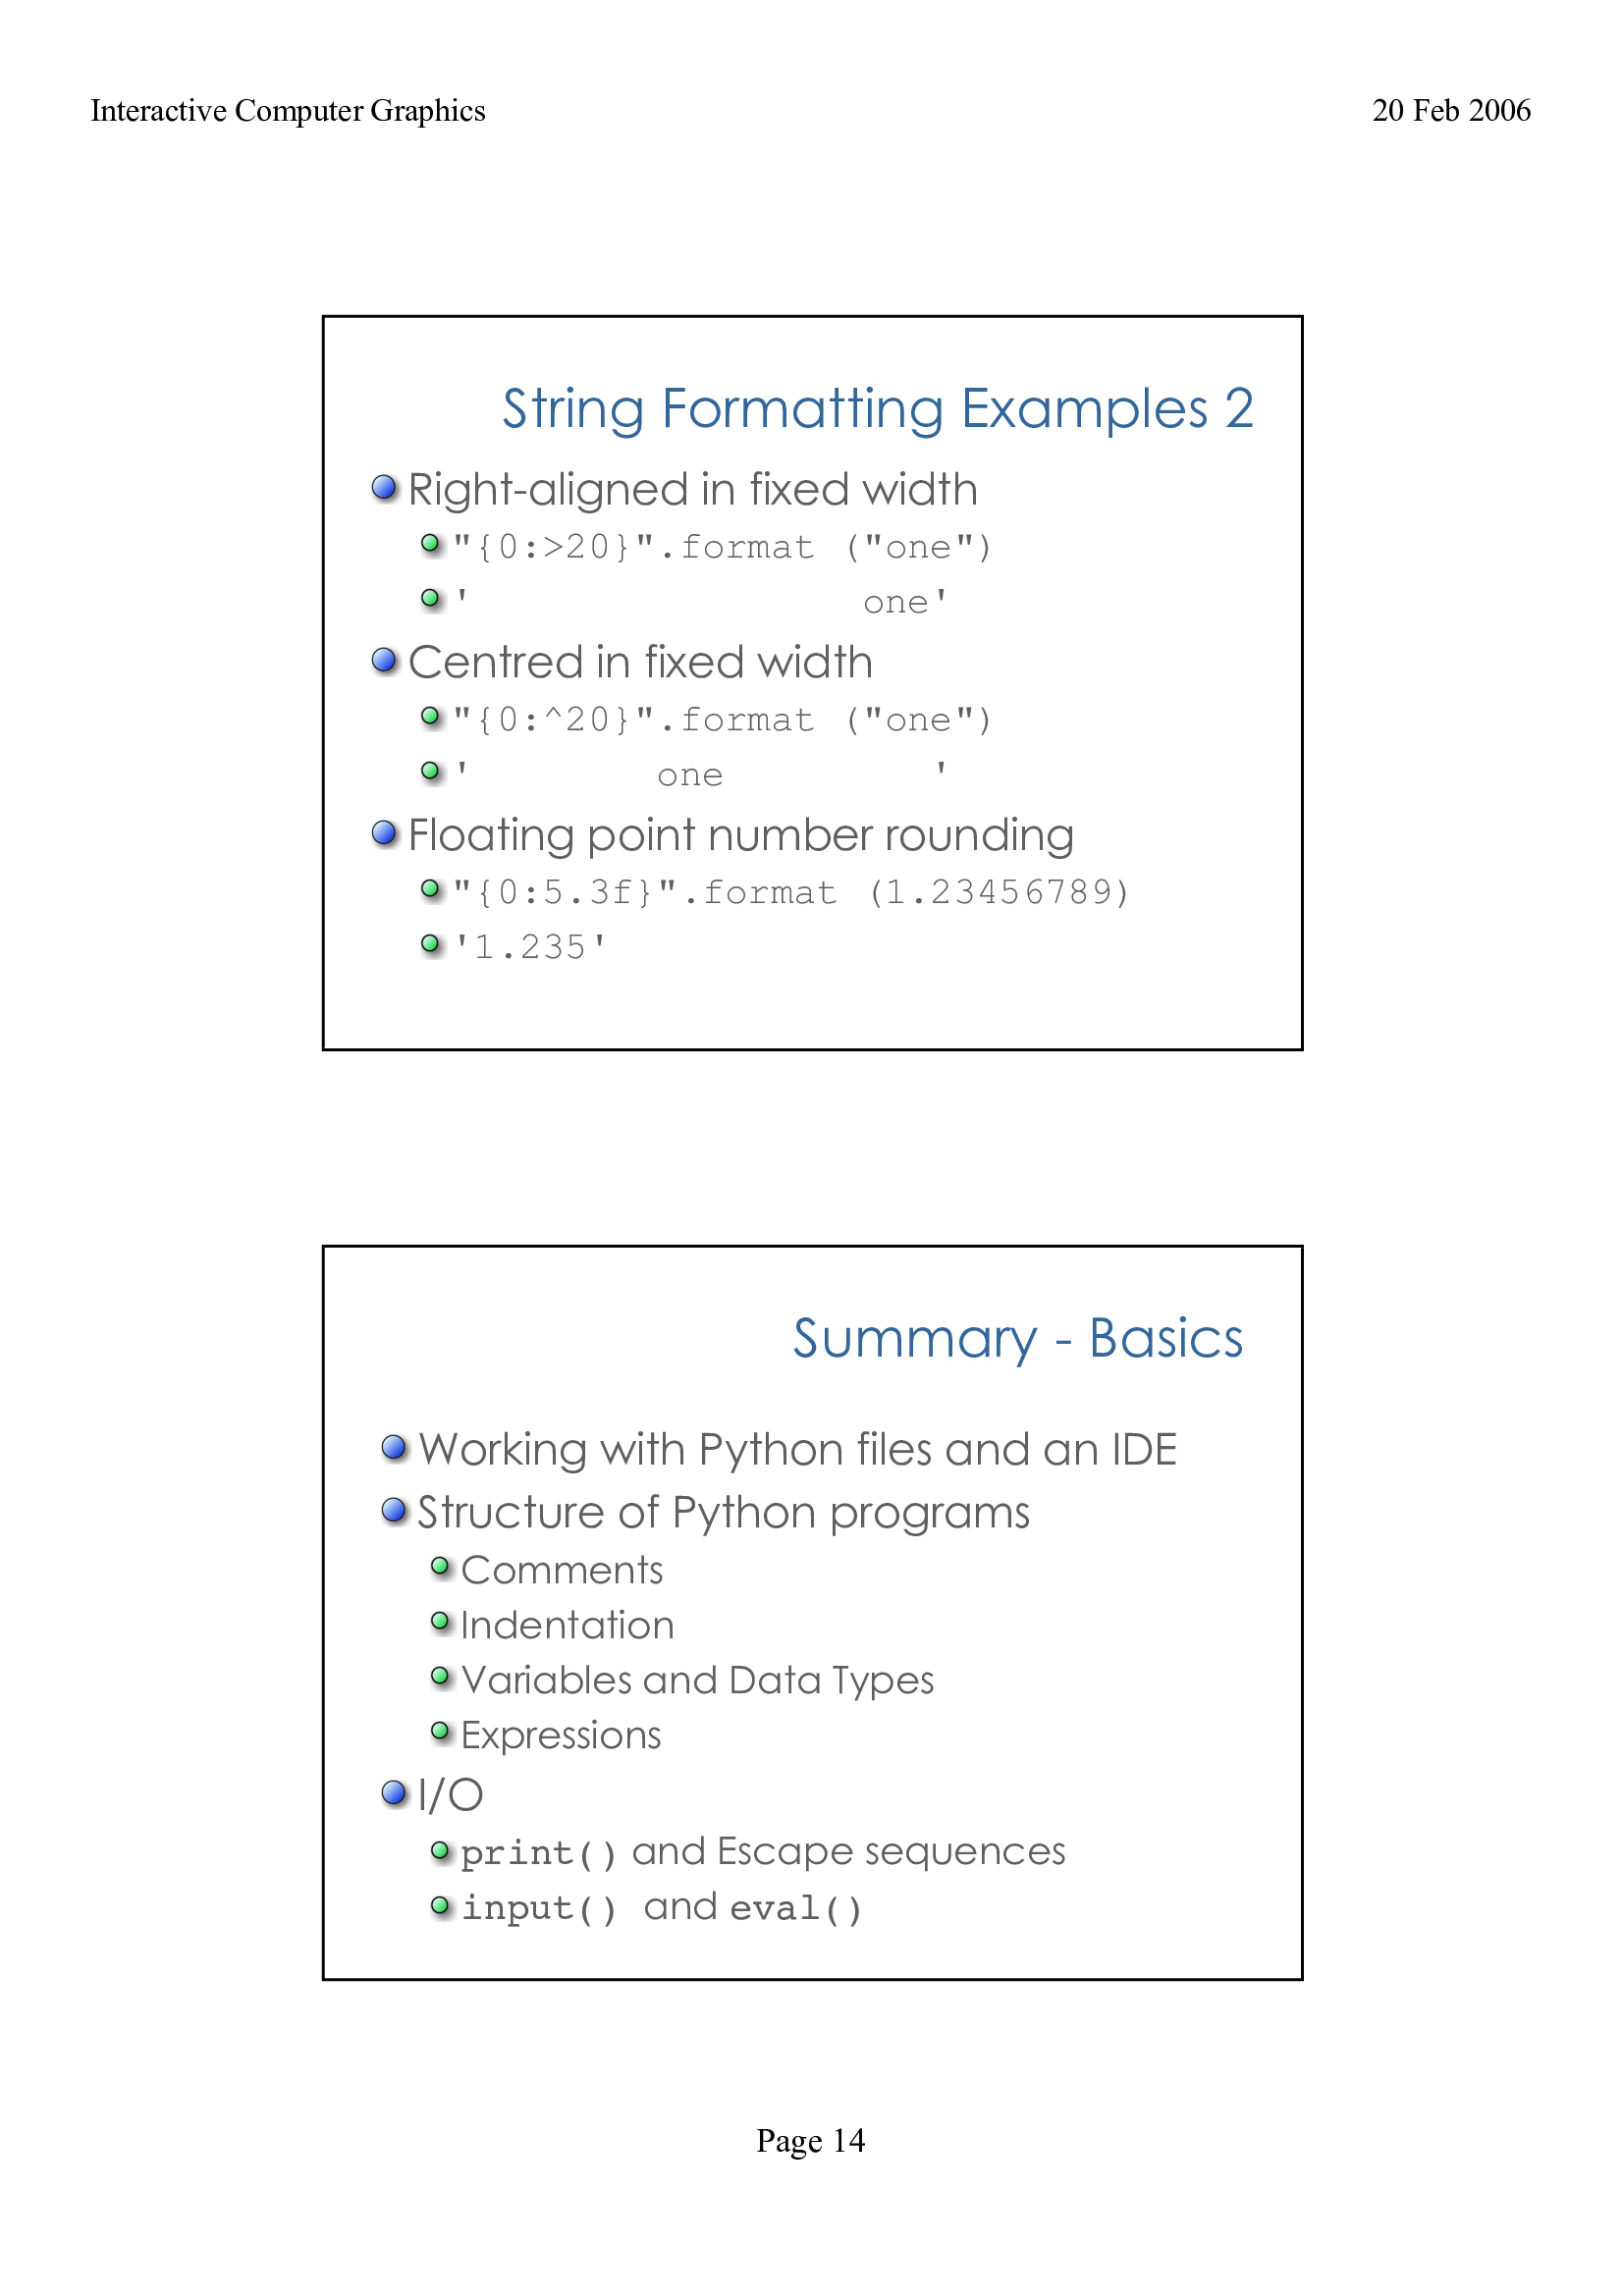 Interactive Computer Graphics 20 Feb 2006
String Formatting Examples 2
Right-aligned in fixed width
"{0:>20}".format ("one")
'                 one'
Centred in fixed width
"{0:^20}".format ("one")
'        one         '
Floating point number rounding
"{0:5.3f}".format (1.23456789)
'1.235'
Summary - Basics
Working with Python files and an IDE
Structure of Python programs
Comments
Indentation
Variables and Data Types
Expressions
I/O
print() and Escape sequences
input() and eval()
Page 14